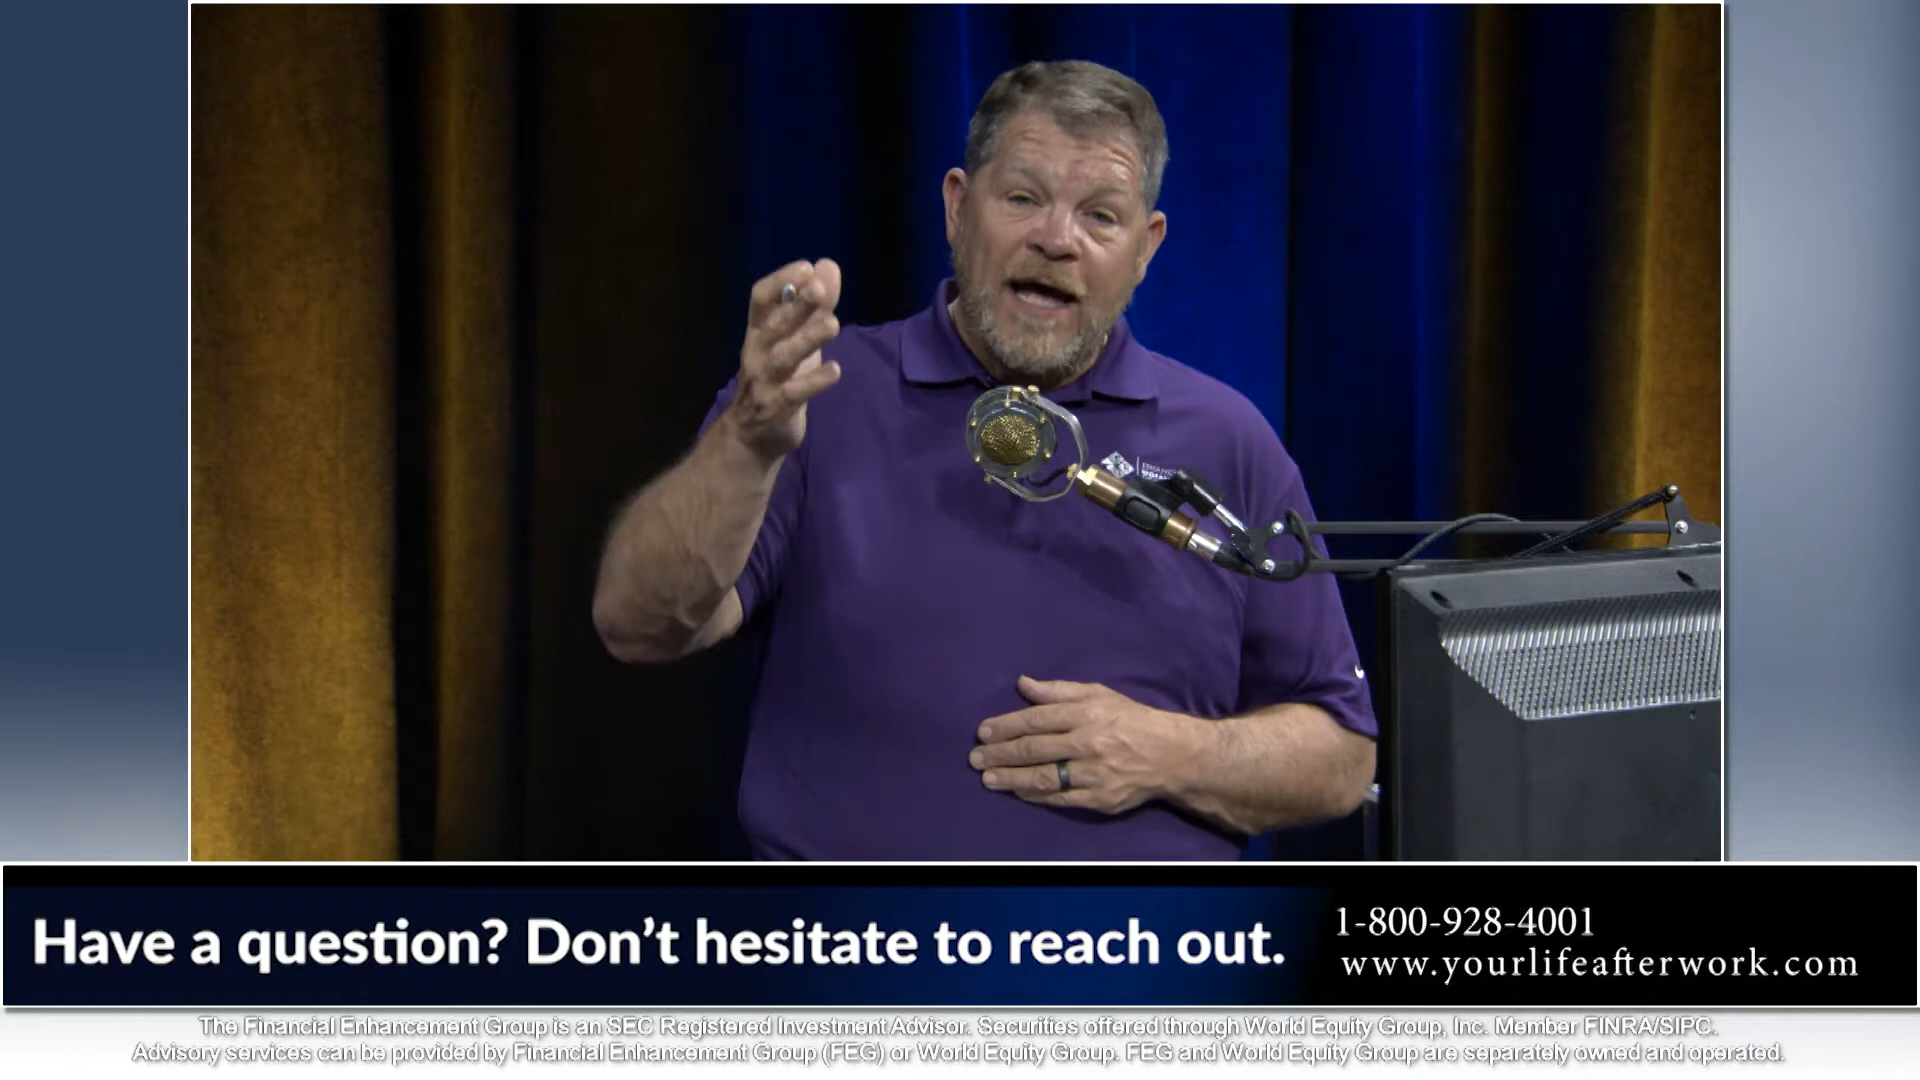 Have a question? Don't hesitate to reach out.
1-800-928-4001
www.yourlifeafterwork.com
The Financial Enhancement Group is an SEC Registered Investment Advisor. Securities offered through World Equity Group, Inc. Member FINRA/SIPC.
Advisory services can be provided by Financial Enhancement Group (FEG) or World Equity Group. FEG and World Equity Group are separately owned and operated.